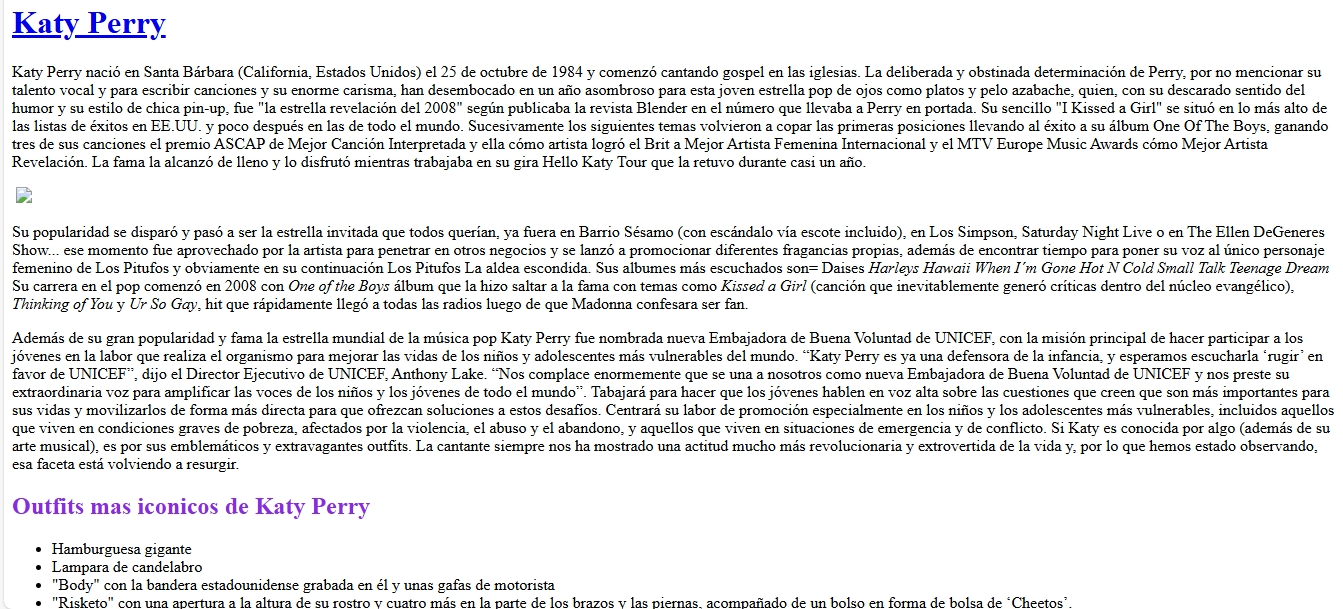 Katy Perry
Katy Perry nació en Santa Bárbara (California, Estados Unidos) el 25 de octubre de 1984 y comenzó cantando gospel en las iglesias. La deliberada y obstinada determinación de Perry, por no mencionar su
talento vocal y para escribir canciones y su enorme carisma, han desembocado en un año asombroso para esta joven estrella pop de ojos como platos y pelo azabache, quien, con su descarado sentido del
humor y su estilo de chica pin-up, fue "la estrella revelación del 2008" según publicaba la revista Blender en el número que llevaba a Perry en portada. Su sencillo "I Kissed a Girl" se situó en lo más alto de
las listas de éxitos en EE.UU. y poco después en las de todo el mundo. Sucesivamente los siguientes temas volvieron a copar las primeras posiciones llevando al éxito a su álbum One Of The Boys, ganando
tres de sus canciones el premio ASCAP de Mejor Canción Interpretada y ella cómo artista logró el Brit a Mejor Artista Femenina Internacional y el MTV Europe Music Awards cómo Mejor Artista
Revelación. La fama la alcanzó de lleno y lo disfrutó mientras trabajaba en su gira Hello Katy Tour que la retuvo durante casi un año.
Su popularidad se disparó y pasó a ser la estrella invitada que todos querían, ya fuera en Barrio Sésamo (con escándalo vía escote incluido), en Los Simpson, Saturday Night Live o en The Ellen DeGeneres
Show... ese momento fue aprovechado por la artista para penetrar en otros negocios y se lanzó a promocionar diferentes fragancias propias, además de encontrar tiempo para poner su voz al único personaje
femenino de Los Pitufos y obviamente en su continuación Los Pitufos La aldea escondida. Sus albumes más escuchados son= Daises Harleys Hawaii When I´m Gone Hot N Cold Small Talk Teenage Dream
Su carrera en el pop comenzó en 2008 con One of the Boys álbum que la hizo saltar a la fama con temas como Kissed a Girl (canción que inevitablemente generó críticas dentro del núcleo evangélico),
Thinking of You y Ur So Gay, hit que rápidamente llegó a todas las radios luego de que Madonna confesara ser fan.
Además de su gran popularidad y fama la estrella mundial de la música pop Katy Perry fue nombrada nueva Embajadora de Buena Voluntad de UNICEF, con la misión principal de hacer participar a los
jóvenes en la labor que realiza el organismo para mejorar las vidas de los niños y adolescentes más vulnerables del mundo. “Katy Perry es ya una defensora de la infancia, y esperamos escucharla ‘rugir’ en
favor de UNICEF”, dijo el Director Ejecutivo de UNICEF, Anthony Lake. “Nos complace enormemente que se una a nosotros como nueva Embajadora de Buena Voluntad de UNICEF y nos preste su
extraordinaria voz para amplificar las voces de los niños y los jóvenes de todo el mundo”. Tabajará para hacer que los jóvenes hablen en voz alta sobre las cuestiones que creen que son más importantes para
sus vidas y movilizarlos de forma más directa para que ofrezcan soluciones a estos desafíos. Centrará su labor de promoción especialmente en los niños y los adolescentes más vulnerables, incluidos aquellos
que viven en condiciones graves de pobreza, afectados por la violencia, el abuso y el abandono, y aquellos que viven en situaciones de emergencia y de conflicto. Si Katy es conocida por algo (además de su
arte musical), es por sus emblemáticos y extravagantes outfits. La cantante siempre nos ha mostrado una actitud mucho más revolucionaria y extrovertida de la vida y, por lo que hemos estado observando,
esa faceta está volviendo a resurgir.
Outfits mas iconicos de Katy Perry
Hamburguesa gigante
Lampara de candelabro
"Body" con la bandera estadounidense grabada en él y unas gafas de motorista
"Risketo" con una apertura a la altura de su rostro y cuatro más en la parte de los brazos y las piernas, acompañado de un bolso en forma de bolsa de ‘Cheetos’.